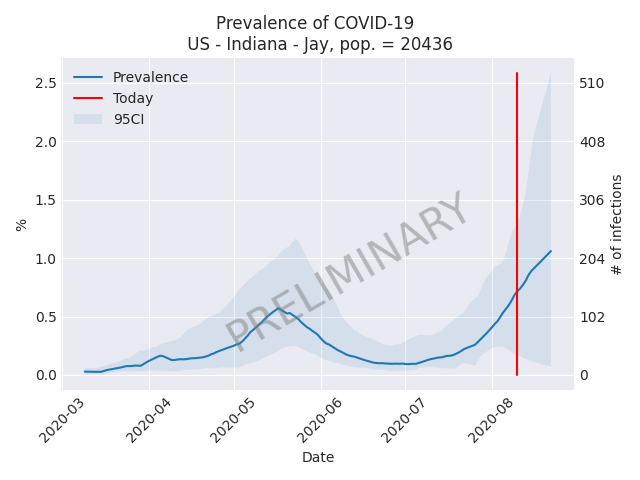 Prevalence of COVID-19
US - Indiana - Jay, pop. = 20436
Prevalence
Today
95CI
2.5
2.0
1.5
1.0
0.5
0.0
%
510
408
306
204
102
0
# of infections
PRELIMINARY
2020-03
2020-04
2020-05
2020-06
2020-07
2020-08
Date